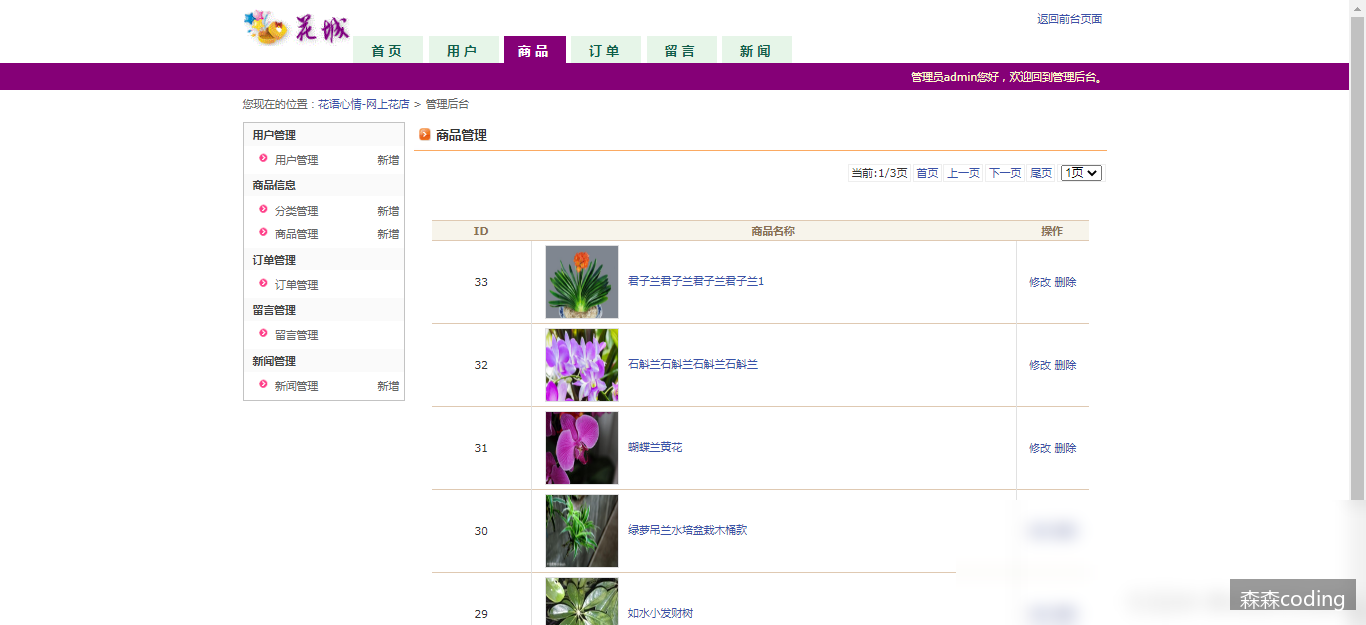 花城
返回前台页面
首页 用户 商品 订单 留言 新闻
管理员admin您好，欢迎回到管理后台。
您现在的位置：花语心情-网上花店 > 管理后台
用户管理
用户管理 新增
商品信息
分类管理 新增
商品管理 新增
订单管理
订单管理
留言管理
留言管理
新闻管理
新闻管理 新增
商品管理
当前:1/3页 首页 上一页 下一页 尾页 1页
ID 商品名称 操作
33 君子兰君子兰君子兰君子兰1 修改 删除
32 石斛兰石斛兰石斛兰石斛兰 修改 删除
31 蝴蝶兰黄花 修改 删除
30 绿萝吊兰水培盆栽木桶款
29 如水小发财树
森森coding